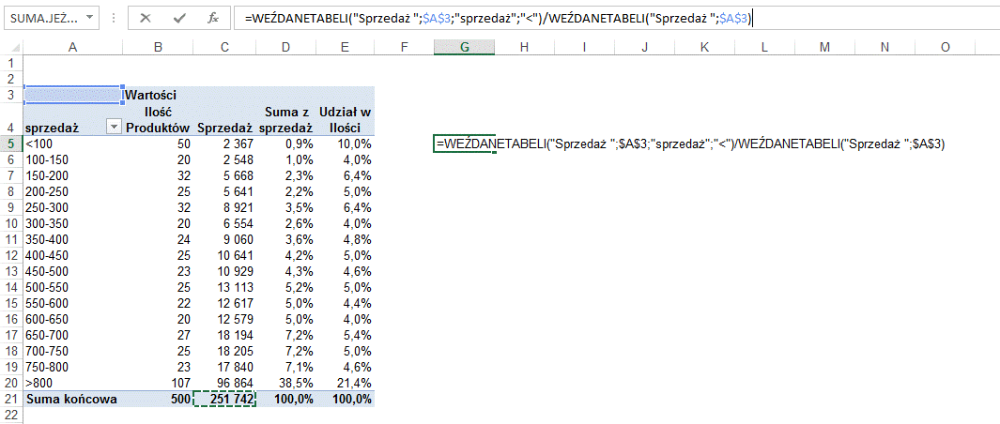 SUMA.JEŻ... =WEŹDANETABELI("Sprzedaż ";$A$3;"sprzedaż";"<")/WEŹDANETABELI("Sprzedaż ";$A$3)
A B C D E F G H I J K L M N O
1
2
3 Wartości
Ilość Suma z Udział w
4 sprzedaż Produktów Sprzedaż sprzedaż Ilości
5 <100 50 2 367 0,9% 10,0% =WEŹDANETABELI("Sprzedaż ";$A$3;"sprzedaż";"<")/WEŹDANETABELI("Sprzedaż ";$A$3)
6 100-150 20 2 548 1,0% 4,0%
7 150-200 32 5 668 2,3% 6,4%
8 200-250 25 5 641 2,2% 5,0%
9 250-300 32 8 921 3,5% 6,4%
10 300-350 20 6 554 2,6% 4,0%
11 350-400 24 9 060 3,6% 4,8%
12 400-450 25 10 641 4,2% 5,0%
13 450-500 23 10 929 4,3% 4,6%
14 500-550 25 13 113 5,2% 5,0%
15 550-600 22 12 617 5,0% 4,4%
16 600-650 20 12 579 5,0% 4,0%
17 650-700 27 18 194 7,2% 5,4%
18 700-750 25 18 205 7,2% 5,0%
19 750-800 23 17 840 7,1% 4,6%
20 >800 107 96 864 38,5% 21,4%
21 Suma końcowa 500 251 742 100,0% 100,0%
22